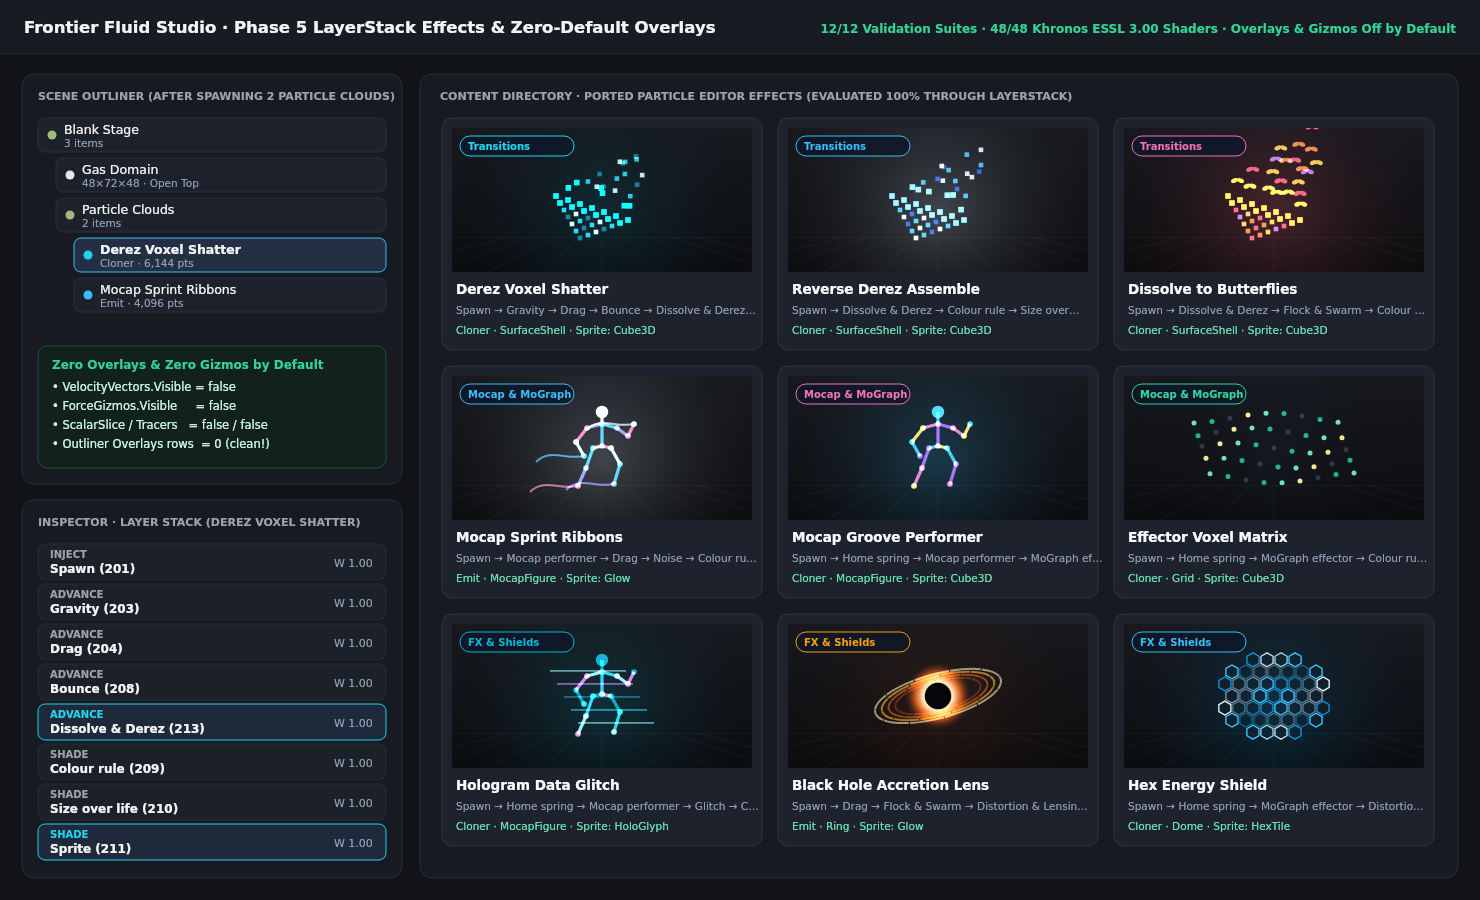 Frontier Fluid Studio · Phase 5 LayerStack Effects & Zero-Default Overlays
12/12 Validation Suites · 48/48 Khronos ESSL 3.00 Shaders · Overlays & Gizmos Off by Default
SCENE OUTLINER (AFTER SPAWNING 2 PARTICLE CLOUDS)
Blank Stage
3 items
Gas Domain
48×72×48 · Open Top
Particle Clouds
2 items
Derez Voxel Shatter
Cloner · 6,144 pts
Mocap Sprint Ribbons
Emit · 4,096 pts
Zero Overlays & Zero Gizmos by Default
• VelocityVectors.Visible = false
• ForceGizmos.Visible = false
• ScalarSlice / Tracers = false / false
• Outliner Overlays rows = 0 (clean!)
INSPECTOR · LAYER STACK (DEREZ VOXEL SHATTER)
INJECT
Spawn (201)
W 1.00
ADVANCE
Gravity (203)
W 1.00
ADVANCE
Drag (204)
W 1.00
ADVANCE
Bounce (208)
W 1.00
ADVANCE
Dissolve & Derez (213)
W 1.00
SHADE
Colour rule (209)
W 1.00
SHADE
Size over life (210)
W 1.00
SHADE
Sprite (211)
W 1.00
CONTENT DIRECTORY · PORTED PARTICLE EDITOR EFFECTS (EVALUATED 100% THROUGH LAYERSTACK)
Transitions
Derez Voxel Shatter
Spawn → Gravity → Drag → Bounce → Dissolve & Derez...
Cloner · SurfaceShell · Sprite: Cube3D
Transitions
Reverse Derez Assemble
Spawn → Dissolve & Derez → Colour rule → Size over...
Cloner · SurfaceShell · Sprite: Cube3D
Transitions
Dissolve to Butterflies
Spawn → Dissolve & Derez → Flock & Swarm → Colour ...
Cloner · SurfaceShell · Sprite: Cube3D
Mocap & MoGraph
Mocap Sprint Ribbons
Spawn → Mocap performer → Drag → Noise → Colour ru...
Emit · MocapFigure · Sprite: Glow
Mocap & MoGraph
Mocap Groove Performer
Spawn → Home spring → Mocap performer → MoGraph ef...
Cloner · MocapFigure · Sprite: Cube3D
Mocap & MoGraph
Effector Voxel Matrix
Spawn → Home spring → MoGraph effector → Colour ru...
Cloner · Grid · Sprite: Cube3D
FX & Shields
Hologram Data Glitch
Spawn → Home spring → Mocap performer → Glitch → C...
Cloner · MocapFigure · Sprite: HoloGlyph
FX & Shields
Black Hole Accretion Lens
Spawn → Drag → Flock & Swarm → Distortion & Lensin...
Emit · Ring · Sprite: Glow
FX & Shields
Hex Energy Shield
Spawn → Home spring → MoGraph effector → Distortio...
Cloner · Dome · Sprite: HexTile